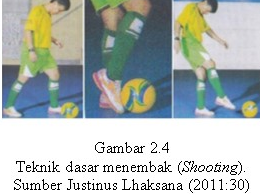 Gambar 2.4
Teknik dasar menembak (Shooting).
Sumber Justinus Lhaksana (2011:30)